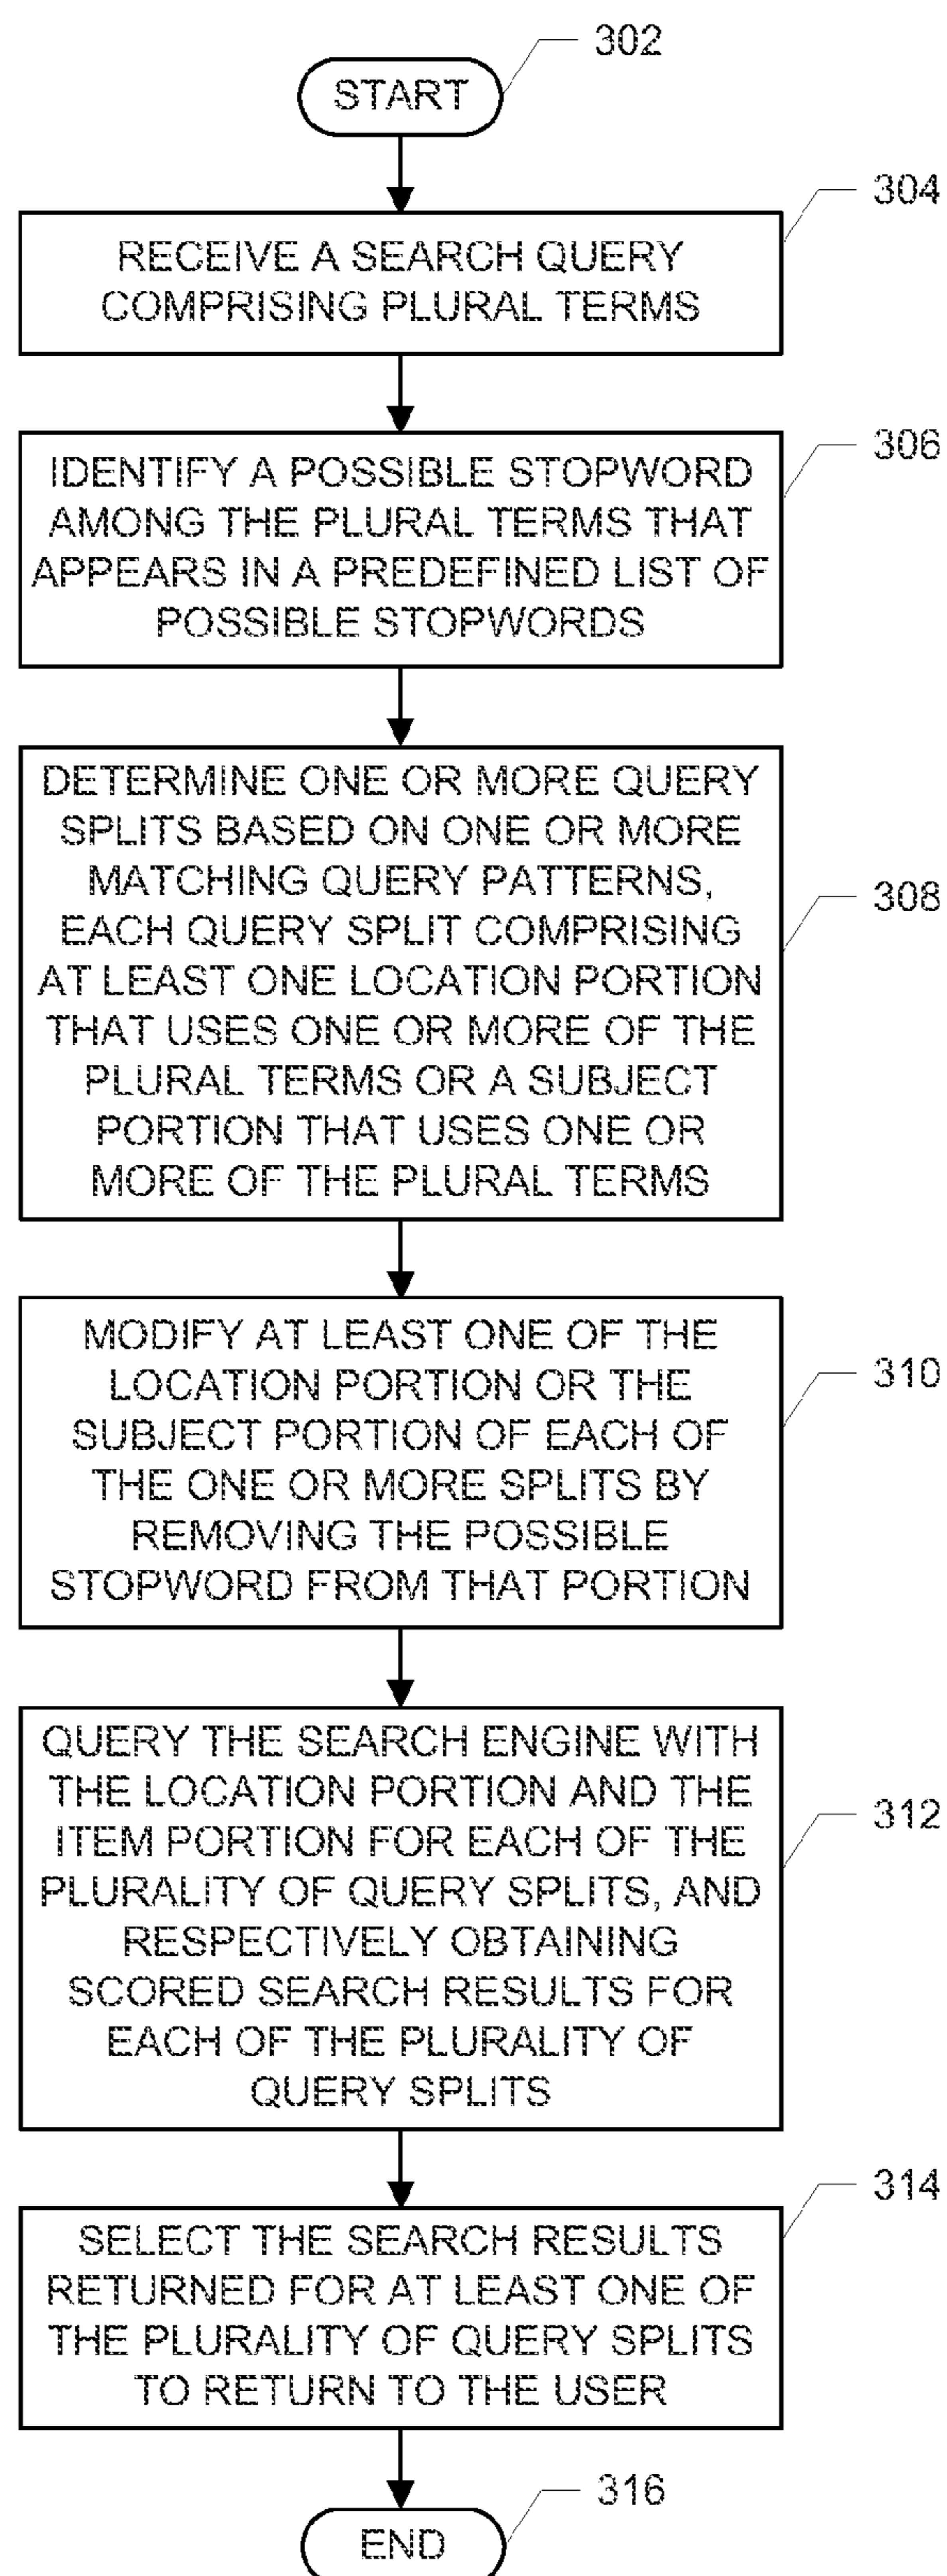 302
START
304
RECEIVE A SEARCH QUERY
COMPRISING PLURAL TERMS
306
IDENTIFY A POSSIBLE STOPWORD
AMONG THE PLURAL TERMS THAT
APPEARS IN A PREDEFINED LIST OF
POSSIBLE STOPWORDS
DETERMINE ONE OR MORE QUERY
SPLITS BASED ON ONE OR MORE
MATCHING QUERY PATTERNS,
308
EACH QUERY SPLIT COMPRISING
AT LEAST ONE LOCATION PORTION
THAT USES ONE OR MORE OF THE
PLURAL TERMS OR A SUBJECT
PORTION THAT USES ONE OR
MORE OF THE PLURAL TERMS
MODIFY AT LEAST ONE OF THE
310
LOCATION PORTION OR THE
SUBJECT PORTION OF EACH OF
THE ONE OR MORE SPLITS BY
REMOVING THE POSSIBLE
STOPWORD FROM THAT PORTION
QUERY THE SEARCH ENGINE WITH
THE LOCATION PORTION AND THE
312
ITEM PORTION FOR EACH OF THE
PLURALITY OF QUERY SPLITS, AND
RESPECTIVELY OBTAINING
SCORED SEARCH RESULTS FOR
EACH OF THE PLURALITY OF
QUERY SPLITS
314
SELECT THE SEARCH RESULTS
RETURNED FOR AT LEAST ONE OF
THE PLURALITY OF QUERY SPLITS
TO RETURN TO THE USER
316
END